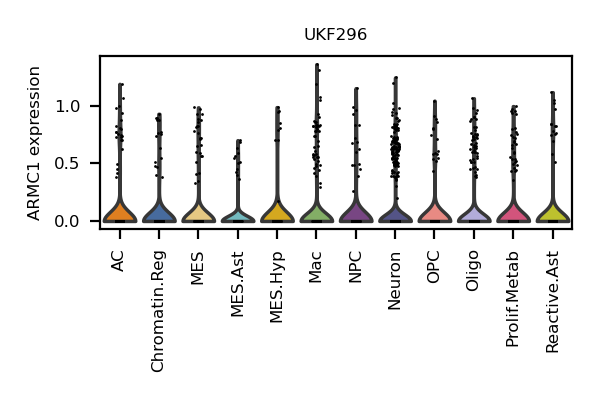 UKF296
ARMC1 expression
1.0
0.5
0.0
AC
Chromatin.Reg
MES
MES.Ast
MES.Hyp
Mac
NPC
Neuron
OPC
Oligo
Prolif.Metab
Reactive.Ast